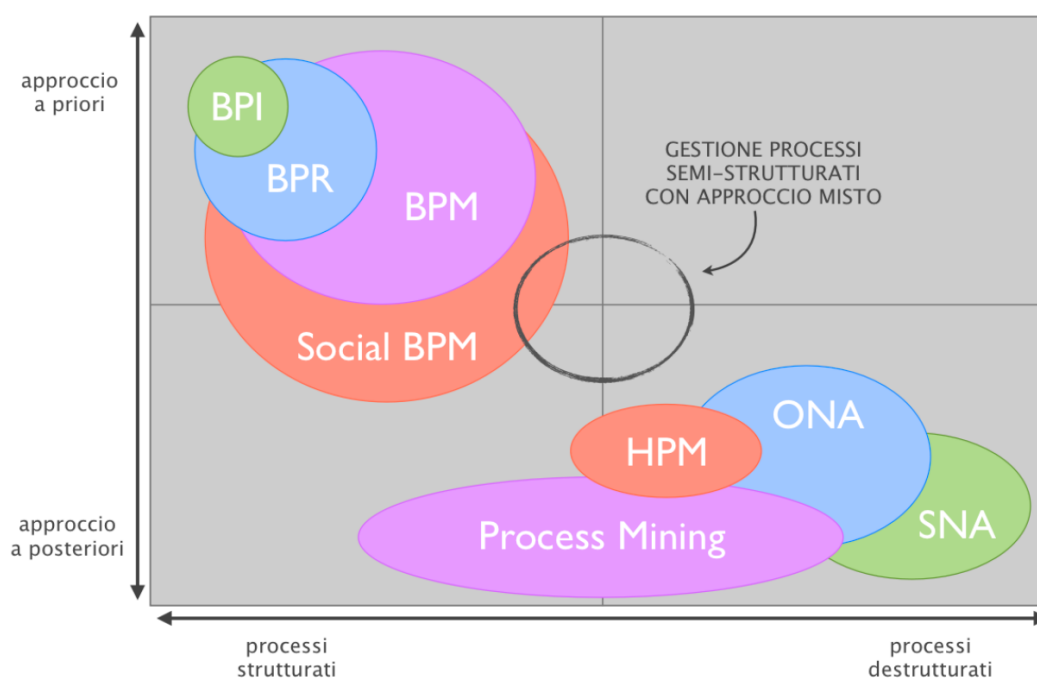 approccio
a priori
BPI
BPR
BPM
GESTIONE PROCESSI
SEMI-STRUTTURATI
CON APPROCCIO MISTO
Social BPM
ONA
HPM
SNA
Process Mining
approccio
a posteriori
processi
strutturati
processi
destrutturati